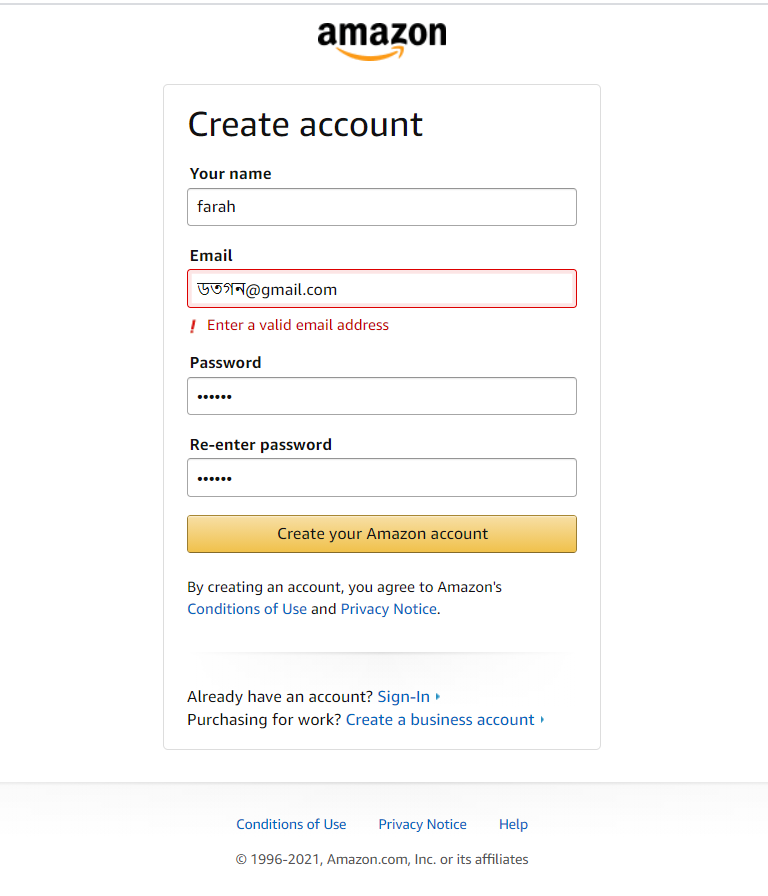 amazon
Create account
Your name
farah
Email
ডতগন@gmail.com
! Enter a valid email address
Password
••••••
Re-enter password
••••••
Create your Amazon account
By creating an account, you agree to Amazon's
Conditions of Use and Privacy Notice.
Already have an account? Sign-In
Purchasing for work? Create a business account
Conditions of Use Privacy Notice Help
© 1996-2021, Amazon.com, Inc. or its affiliates